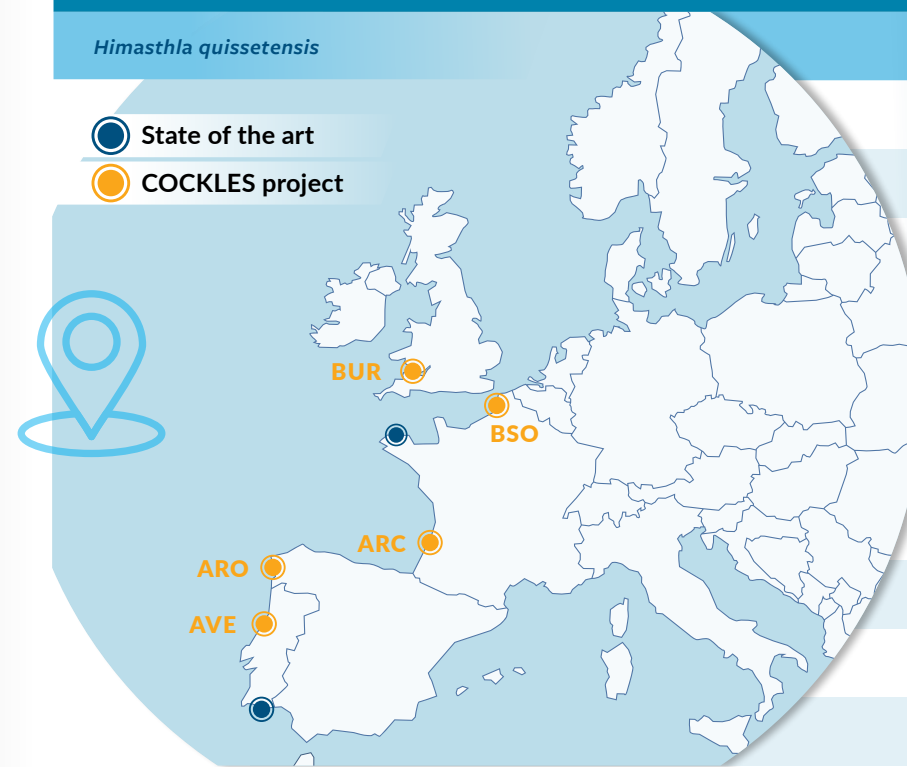 Himasthla quissetensis
State of the art
COCKLES project
BUR
BSO
ARC
ARO
AVE